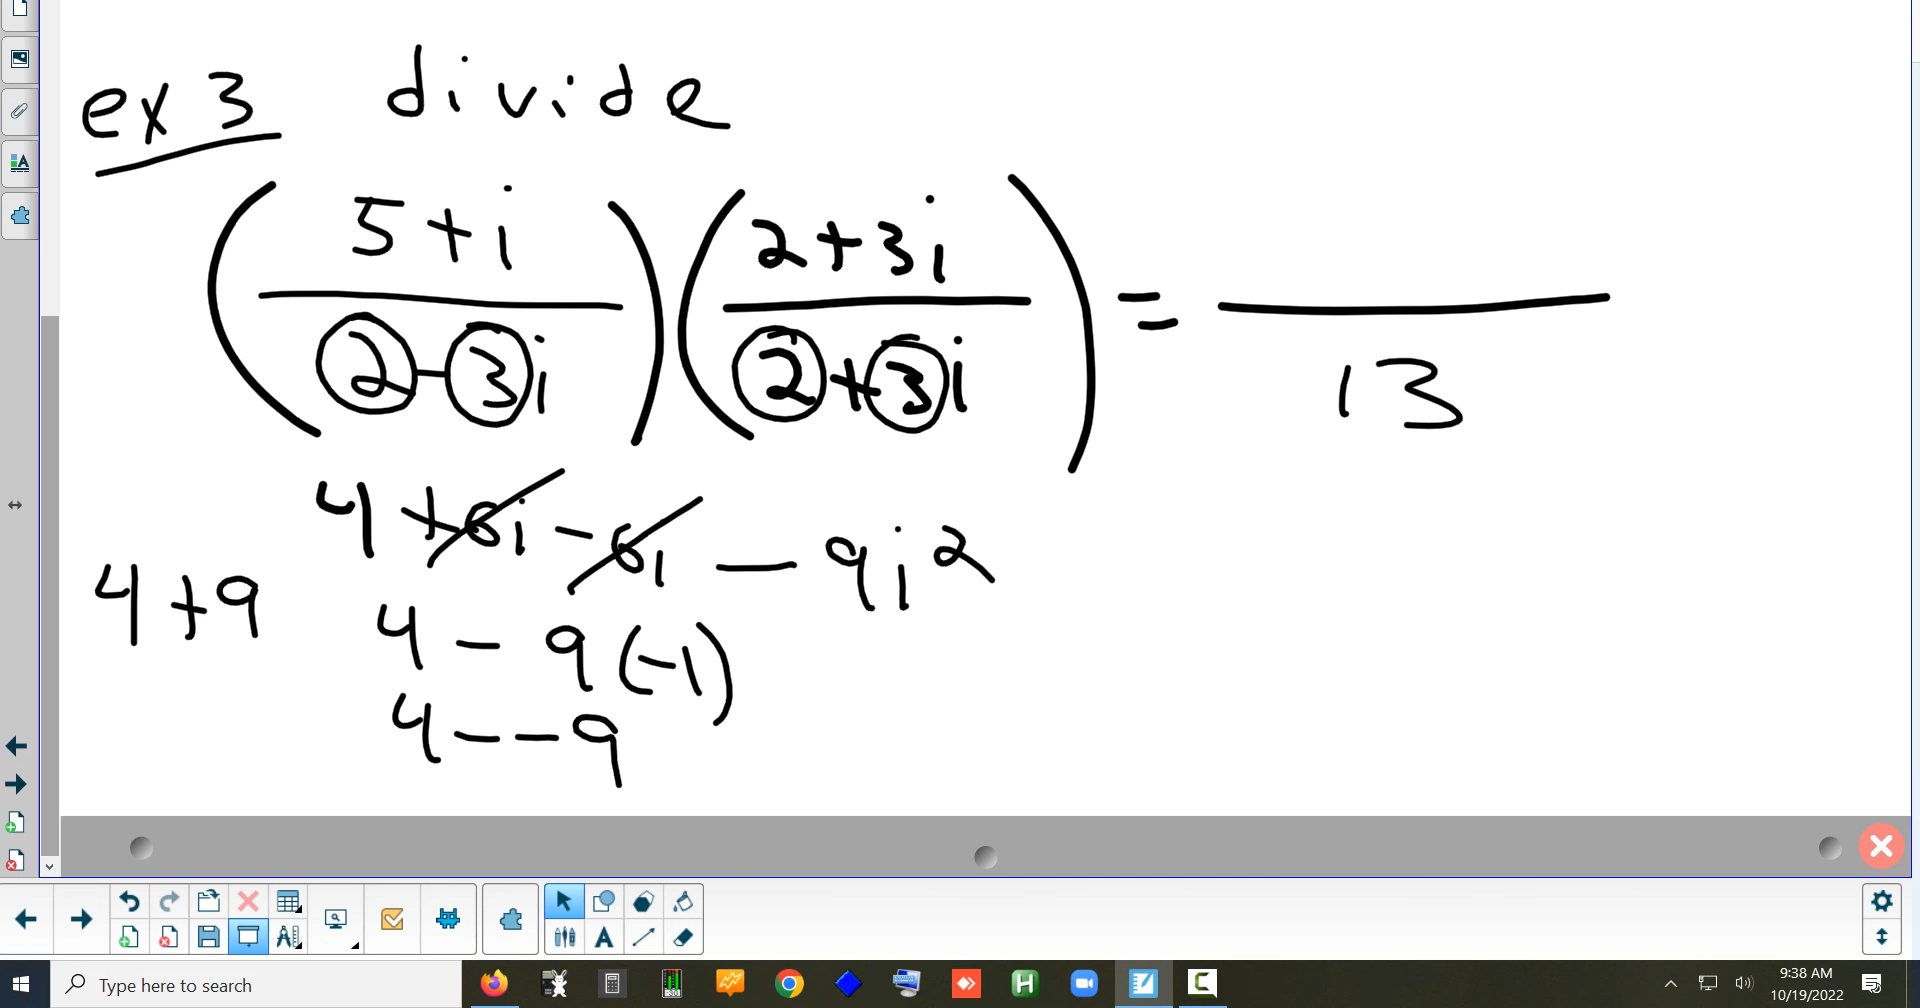 ex 3 divide
(5+i / 2-3i)(2+3i / 2+3i) = / 13
4 +6i - 6i - 9i²
4+9
4 - 9(-1)
4 - - 9
Type here to search
9:38 AM
10/19/2022